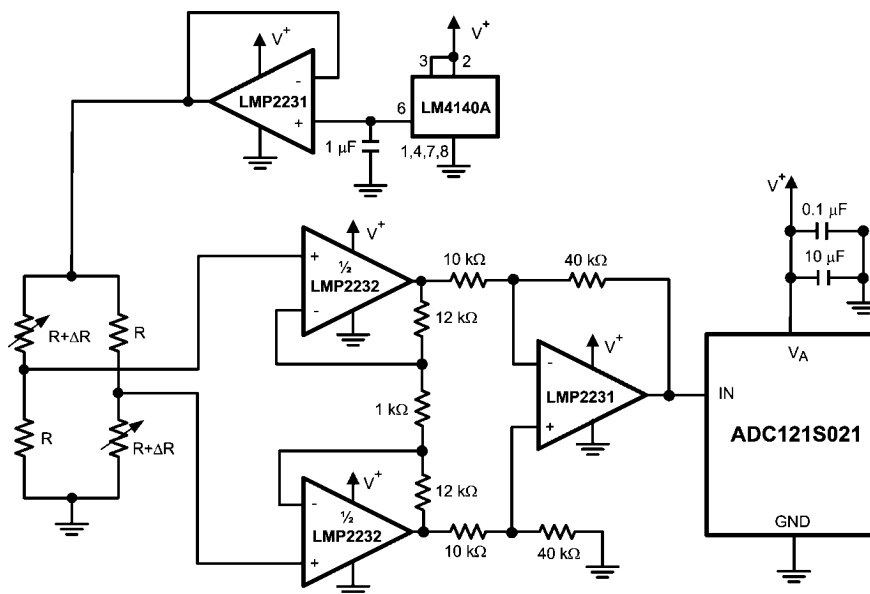 V+
-
LMP2231
+
1 μF
V+
3
2
6
LM4140A
1,4,7,8
V+
0.1 μF
10 μF
V+
+
½
LMP2232
-
10 kΩ
40 kΩ
12 kΩ
R+ΔR
R
V+
-
LMP2231
+
VA
IN
ADC121S021
GND
1 kΩ
R
R+ΔR
12 kΩ
V+
-
½
LMP2232
+
10 kΩ
40 kΩ